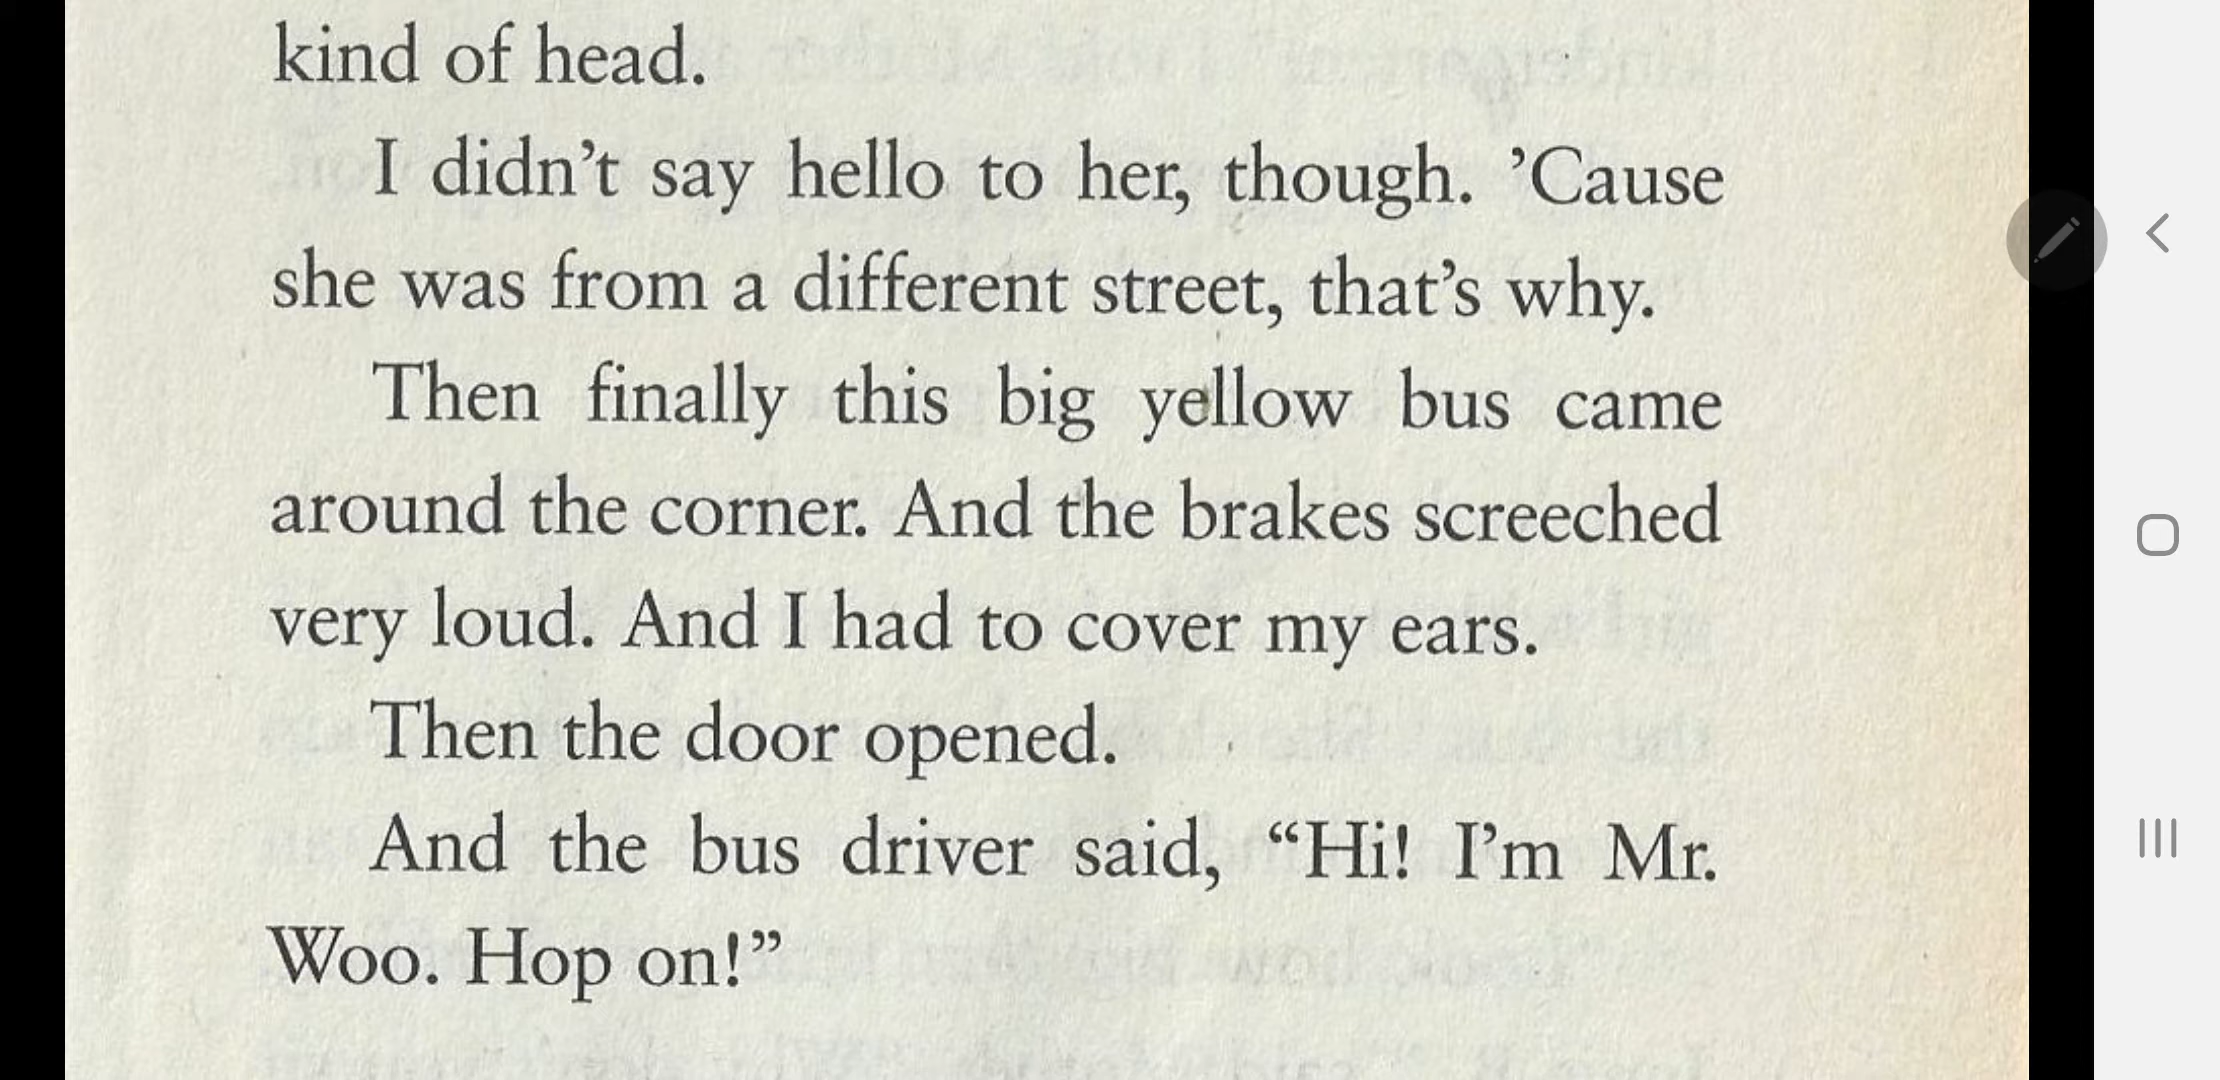 kind of head.
I didn’t say hello to her, though. ’Cause
she was from a different street, that’s why.
Then finally this big yellow bus came
around the corner. And the brakes screeched
very loud. And I had to cover my ears.
Then the door opened.
And the bus driver said, “Hi! I’m Mr.
Woo. Hop on!”